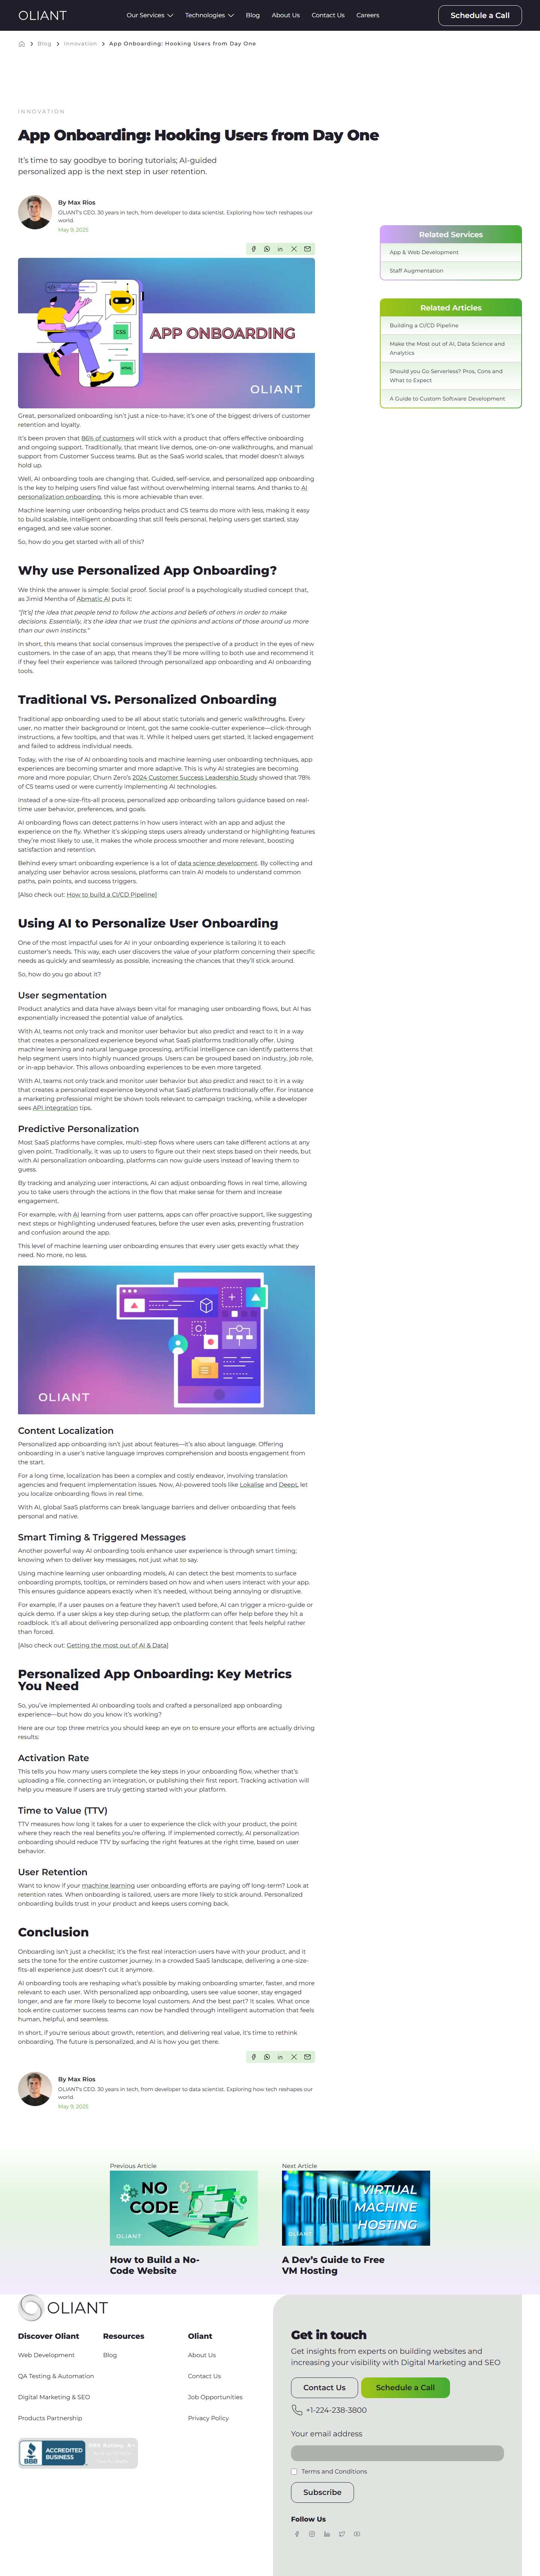 OLIANT
Our Services
Technologies
Blog
About Us
Contact Us
Careers
Schedule a Call
Blog
Innovation
App Onboarding: Hooking Users from Day One
INNOVATION
App Onboarding: Hooking Users from Day One
It's time to say goodbye to boring tutorials; AI-guided
personalized app is the next step in user retention.
By Max Rios
OLIANT's CEO. 30 years in tech, from developer to data scientist. Exploring how tech reshapes our
world.
May 9, 2025
Related Services
App & Web Development
Staff Augmentation
Related Articles
Building a CI/CD Pipeline
Make the Most out of AI, Data Science and
Analytics
Should you Go Serverless? Pros, Cons and
What to Expect
A Guide to Custom Software Development
CSS
HTML
APP ONBOARDING
OLIANT
Great, personalized onboarding isn't just a nice-to-have; it's one of the biggest drivers of customer
retention and loyalty.
It's been proven that 86% of customers will stick with a product that offers effective onboarding
and ongoing support. Traditionally, that meant live demos, one-on-one walkthroughs, and manual
support from Customer Success teams. But as the SaaS world scales, that model doesn't always
hold up.
Well, AI onboarding tools are changing that. Guided, self-service, and personalized app onboarding
is the key to helping users find value fast without overwhelming internal teams. And thanks to AI
personalization onboarding, this is more achievable than ever.
Machine learning user onboarding helps product and CS teams do more with less, making it easy
to build scalable, intelligent onboarding that still feels personal, helping users get started, stay
engaged, and see value sooner.
So, how do you get started with all of this?
Why use Personalized App Onboarding?
We think the answer is simple: Social proof. Social proof is a psychologically studied concept that,
as Jimid Mentha of Abmatic AI puts it:
"[It's] the idea that people tend to follow the actions and beliefs of others in order to make
decisions. Essentially, it's the idea that we trust the opinions and actions of those around us more
than our own instincts."
In short, this means that social consensus improves the perspective of a product in the eyes of new
customers. In the case of an app, that means they'll be more willing to both use and recommend it
if they feel their experience was tailored through personalized app onboarding and AI onboarding
tools.
Traditional VS. Personalized Onboarding
Traditional app onboarding used to be all about static tutorials and generic walkthroughs. Every
user, no matter their background or intent, got the same cookie-cutter experience—click-through
instructions, a few tooltips, and that was it. While it helped users get started, it lacked engagement
and failed to address individual needs.
Today, with the rise of AI onboarding tools and machine learning user onboarding techniques, app
experiences are becoming smarter and more adaptive. This is why AI strategies are becoming
more and more popular; Churn Zero's 2024 Customer Success Leadership Study showed that 78%
of CS teams used or were currently implementing AI technologies.
Instead of a one-size-fits-all process, personalized app onboarding tailors guidance based on real-
time user behavior, preferences, and goals.
AI onboarding flows can detect patterns in how users interact with an app and adjust the
experience on the fly. Whether it's skipping steps users already understand or highlighting features
they're most likely to use, it makes the whole process smoother and more relevant, boosting
satisfaction and retention.
Behind every smart onboarding experience is a lot of data science development. By collecting and
analyzing user behavior across sessions, platforms can train AI models to understand common
paths, pain points, and success triggers.
[Also check out: How to build a CI/CD Pipeline]
Using AI to Personalize User Onboarding
One of the most impactful uses for AI in your onboarding experience is tailoring it to each
customer's needs. This way, each user discovers the value of your platform concerning their specific
needs as quickly and seamlessly as possible, increasing the chances that they'll stick around.
So, how do you go about it?
User segmentation
Product analytics and data have always been vital for managing user onboarding flows, but AI has
exponentially increased the potential value of analytics.
With AI, teams not only track and monitor user behavior but also predict and react to it in a way
that creates a personalized experience beyond what SaaS platforms traditionally offer. Using
machine learning and natural language processing, artificial intelligence can identify patterns that
help segment users into highly nuanced groups. Users can be grouped based on industry, job role,
or in-app behavior. This allows onboarding experiences to be even more targeted.
With AI, teams not only track and monitor user behavior but also predict and react to it in a way
that creates a personalized experience beyond what SaaS platforms traditionally offer. For instance
a marketing professional might be shown tools relevant to campaign tracking, while a developer
sees API integration tips.
Predictive Personalization
Most SaaS platforms have complex, multi-step flows where users can take different actions at any
given point. Traditionally, it was up to users to figure out their next steps based on their needs, but
with AI personalization onboarding, platforms can now guide users instead of leaving them to
guess.
By tracking and analyzing user interactions, AI can adjust onboarding flows in real time, allowing
you to take users through the actions in the flow that make sense for them and increase
engagement.
For example, with AI learning from user patterns, apps can offer proactive support, like suggesting
next steps or highlighting underused features, before the user even asks, preventing frustration
and confusion around the app.
This level of machine learning user onboarding ensures that every user gets exactly what they
need. No more, no less.
OLIANT
Content Localization
Personalized app onboarding isn't just about features—it's also about language. Offering
onboarding in a user's native language improves comprehension and boosts engagement from
the start.
For a long time, localization has been a complex and costly endeavor, involving translation
agencies and frequent implementation issues. Now, AI-powered tools like Lokalise and DeepL let
you localize onboarding flows in real time.
With AI, global SaaS platforms can break language barriers and deliver onboarding that feels
personal and native.
Smart Timing & Triggered Messages
Another powerful way AI onboarding tools enhance user experience is through smart timing;
knowing when to deliver key messages, not just what to say.
Using machine learning user onboarding models, AI can detect the best moments to surface
onboarding prompts, tooltips, or reminders based on how and when users interact with your app.
This ensures guidance appears exactly when it's needed, without being annoying or disruptive.
For example, if a user pauses on a feature they haven't used before, AI can trigger a micro-guide or
quick demo. If a user skips a key step during setup, the platform can offer help before they hit a
roadblock. It's all about delivering personalized app onboarding content that feels helpful rather
than forced.
[Also check out: Getting the most out of AI & Data]
Personalized App Onboarding: Key Metrics
You Need
So, you've implemented AI onboarding tools and crafted a personalized app onboarding
experience—but how do you know it's working?
Here are our top three metrics you should keep an eye on to ensure your efforts are actually driving
results:
Activation Rate
This tells you how many users complete the key steps in your onboarding flow, whether that's
uploading a file, connecting an integration, or publishing their first report. Tracking activation will
help you measure if users are truly getting started with your platform.
Time to Value (TTV)
TTV measures how long it takes for a user to experience the click with your product, the point
where they reach the real benefits you're offering. If implemented correctly, AI personalization
onboarding should reduce TTV by surfacing the right features at the right time, based on user
behavior.
User Retention
Want to know if your machine learning user onboarding efforts are paying off long-term? Look at
retention rates. When onboarding is tailored, users are more likely to stick around. Personalized
onboarding builds trust in your product and keeps users coming back.
Conclusion
Onboarding isn't just a checklist; it's the first real interaction users have with your product, and it
sets the tone for the entire customer journey. In a crowded SaaS landscape, delivering a one-size-
fits-all experience just doesn't cut it anymore.
AI onboarding tools are reshaping what's possible by making onboarding smarter, faster, and more
relevant to each user. With personalized app onboarding, users see value sooner, stay engaged
longer, and are far more likely to become loyal customers. And the best part? It scales. What once
took entire customer success teams can now be handled through intelligent automation that feels
human, helpful, and seamless.
In short, if you're serious about growth, retention, and delivering real value, it's time to rethink
onboarding. The future is personalized, and AI is how you get there.
By Max Rios
OLIANT's CEO. 30 years in tech, from developer to data scientist. Exploring how tech reshapes our
world.
May 9, 2025
Previous Article
NO
CODE
OLIANT
How to Build a No-
Code Website
Next Article
VIRTUAL
MACHINE
HOSTING
OLIANT
A Dev's Guide to Free
VM Hosting
OLIANT
Discover Oliant
Web Development
QA Testing & Automation
Digital Marketing & SEO
Products Partnership
Resources
Blog
Oliant
About Us
Contact Us
Job Opportunities
Privacy Policy
BBB
ACCREDITED
BUSINESS
BBB Rating: A+
Get in touch
Get insights from experts on building websites and
increasing your visibility with Digital Marketing and SEO
Contact Us
Schedule a Call
+1-224-238-3800
Your email address
Terms and Conditions
Subscribe
Follow Us